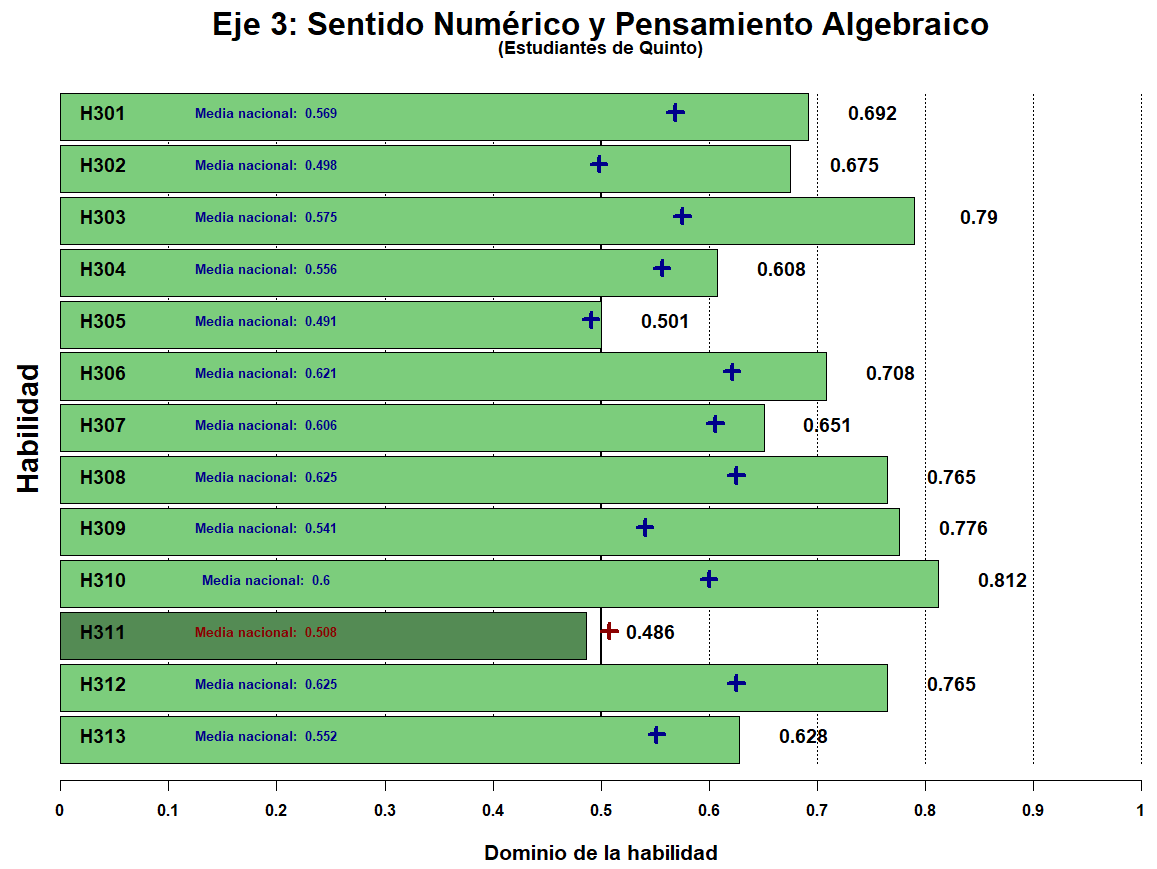 Eje 3: Sentido Numérico y Pensamiento Algebraico
(Estudiantes de Quinto)
Habilidad
H301 Media nacional: 0.569 0.692
H302 Media nacional: 0.498 0.675
H303 Media nacional: 0.575 0.79
H304 Media nacional: 0.556 0.608
H305 Media nacional: 0.491 0.501
H306 Media nacional: 0.621 0.708
H307 Media nacional: 0.606 0.651
H308 Media nacional: 0.625 0.765
H309 Media nacional: 0.541 0.776
H310 Media nacional: 0.6 0.812
H311 Media nacional: 0.508 0.486
H312 Media nacional: 0.625 0.765
H313 Media nacional: 0.552 0.628
0 0.1 0.2 0.3 0.4 0.5 0.6 0.7 0.8 0.9 1
Dominio de la habilidad